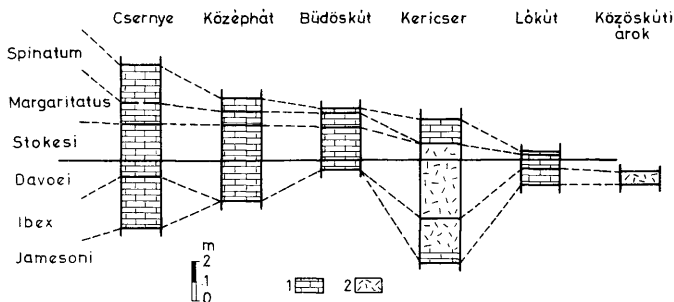 Csernye Középhát Büdöskút Kericser Lókút Közöskúti
árok
Spinatum
Margaritatus
Stokesi
Davoei
Ibex
Jamesoni
m
2
1
0
1 2